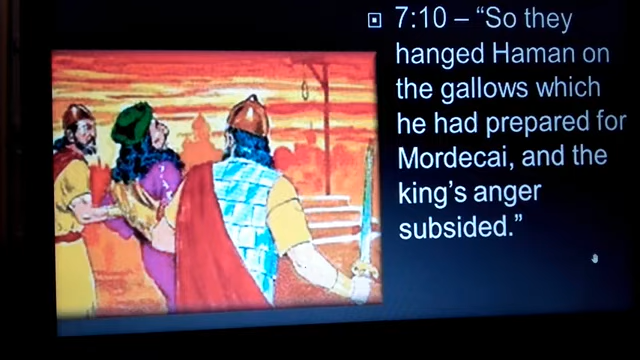 7:10 – “So they
hanged Haman on
the gallows which
he had prepared for
Mordecai, and the
king’s anger
subsided.”